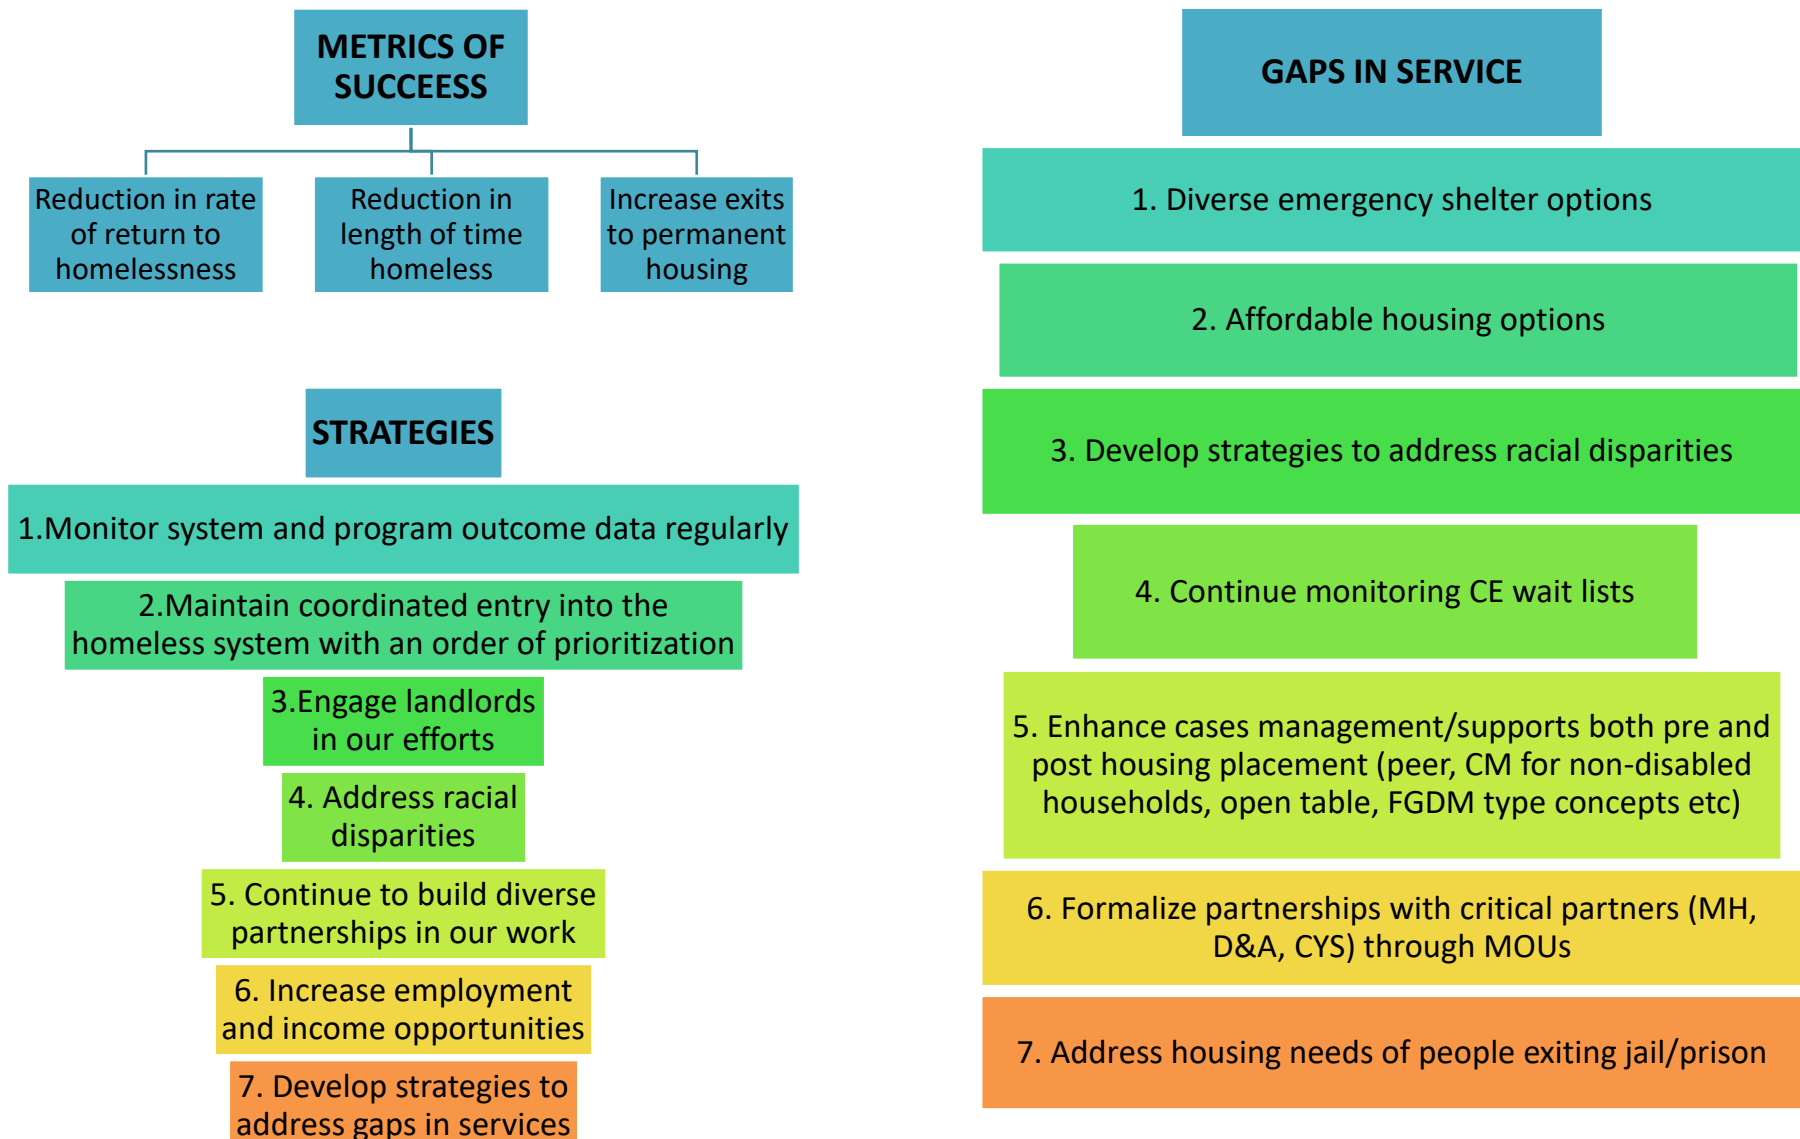 METRICS OF
SUCCEESS
Reduction in rate
of return to
homelessness
Reduction in
length of time
homeless
Increase exits
to permanent
housing
STRATEGIES
1.Monitor system and program outcome data regularly
2.Maintain coordinated entry into the
homeless system with an order of prioritization
3.Engage landlords
in our efforts
4. Address racial
disparities
5. Continue to build diverse
partnerships in our work
6. Increase employment
and income opportunities
7. Develop strategies to
address gaps in services
GAPS IN SERVICE
1. Diverse emergency shelter options
2. Affordable housing options
3. Develop strategies to address racial disparities
4. Continue monitoring CE wait lists
5. Enhance cases management/supports both pre and
post housing placement (peer, CM for non-disabled
households, open table, FGDM type concepts etc)
6. Formalize partnerships with critical partners (MH,
D&A, CYS) through MOUs
7. Address housing needs of people exiting jail/prison